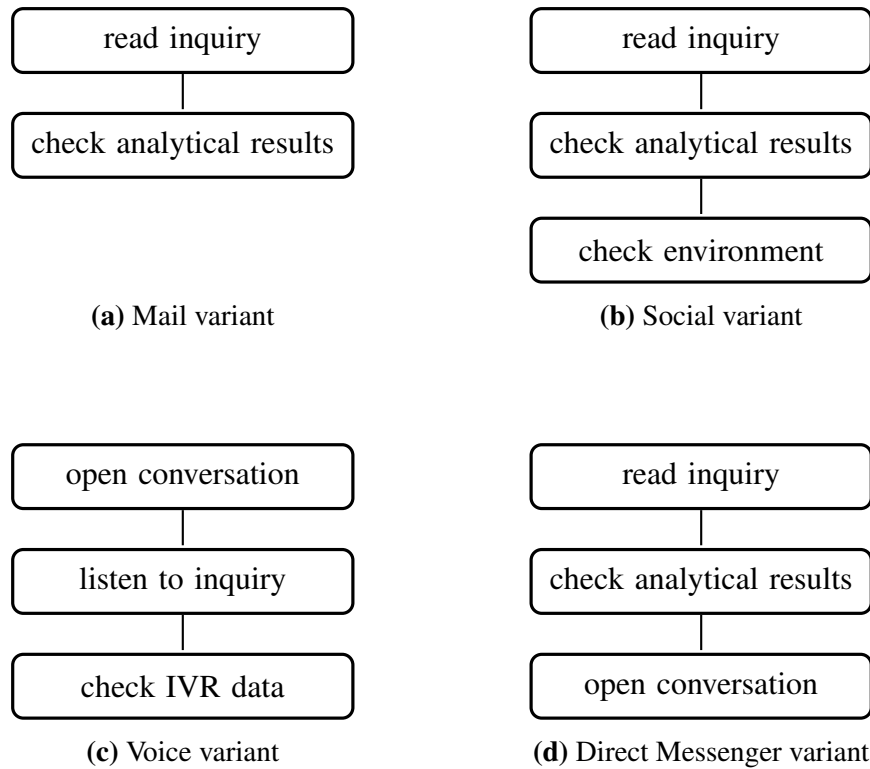 read inquiry
check analytical results
(a) Mail variant
read inquiry
check analytical results
check environment
(b) Social variant
open conversation
listen to inquiry
check IVR data
(c) Voice variant
read inquiry
check analytical results
open conversation
(d) Direct Messenger variant